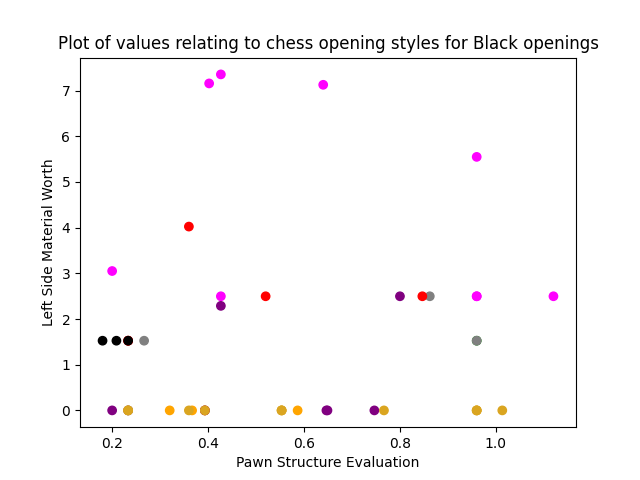 Plot of values relating to chess opening styles for Black openings
7
6
5
4
3
2
1
0
Left Side Material Worth
0.2 0.4 0.6 0.8 1.0
Pawn Structure Evaluation